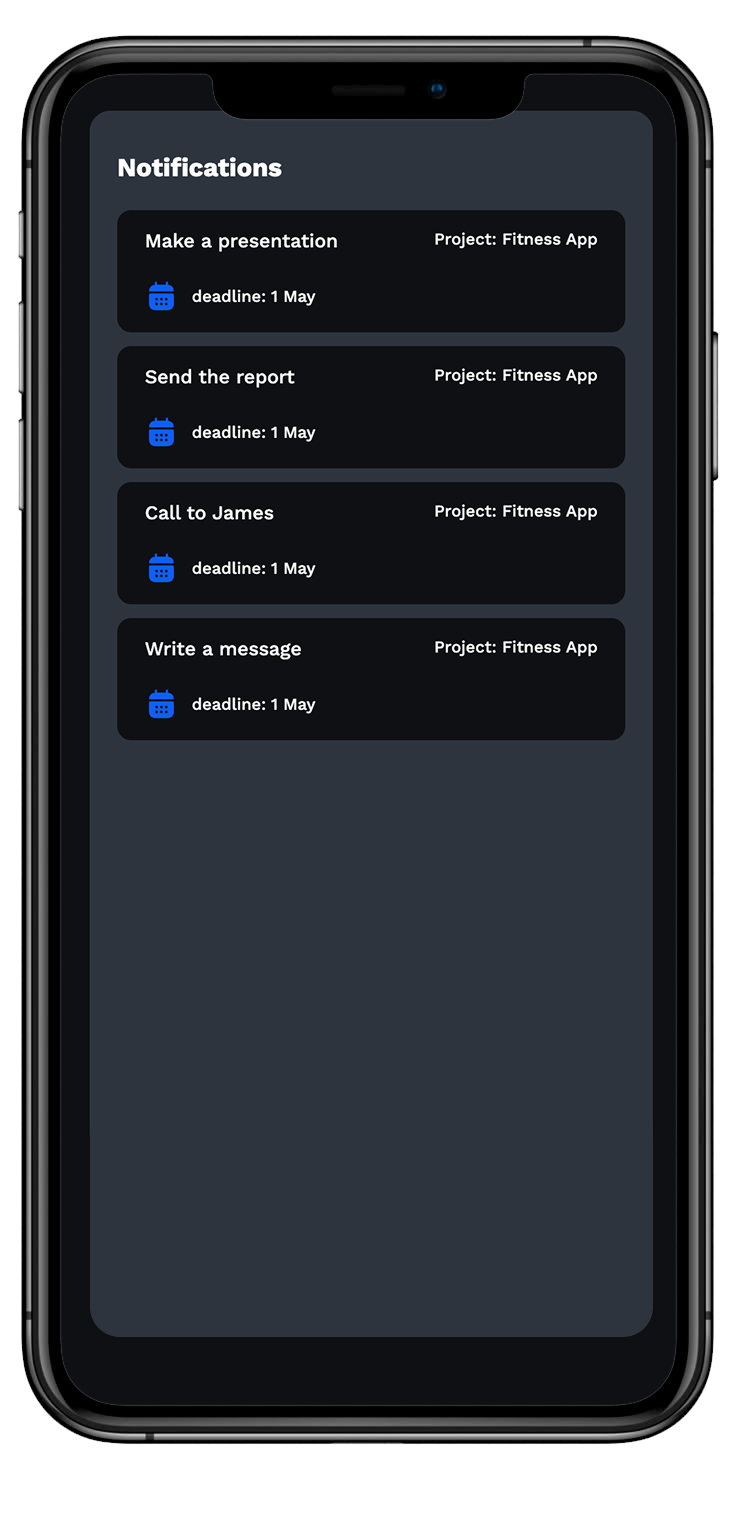 Notifications
Make a presentation Project: Fitness App
deadline: 1 May
Send the report Project: Fitness App
deadline: 1 May
Call to James Project: Fitness App
deadline: 1 May
Write a message Project: Fitness App
deadline: 1 May